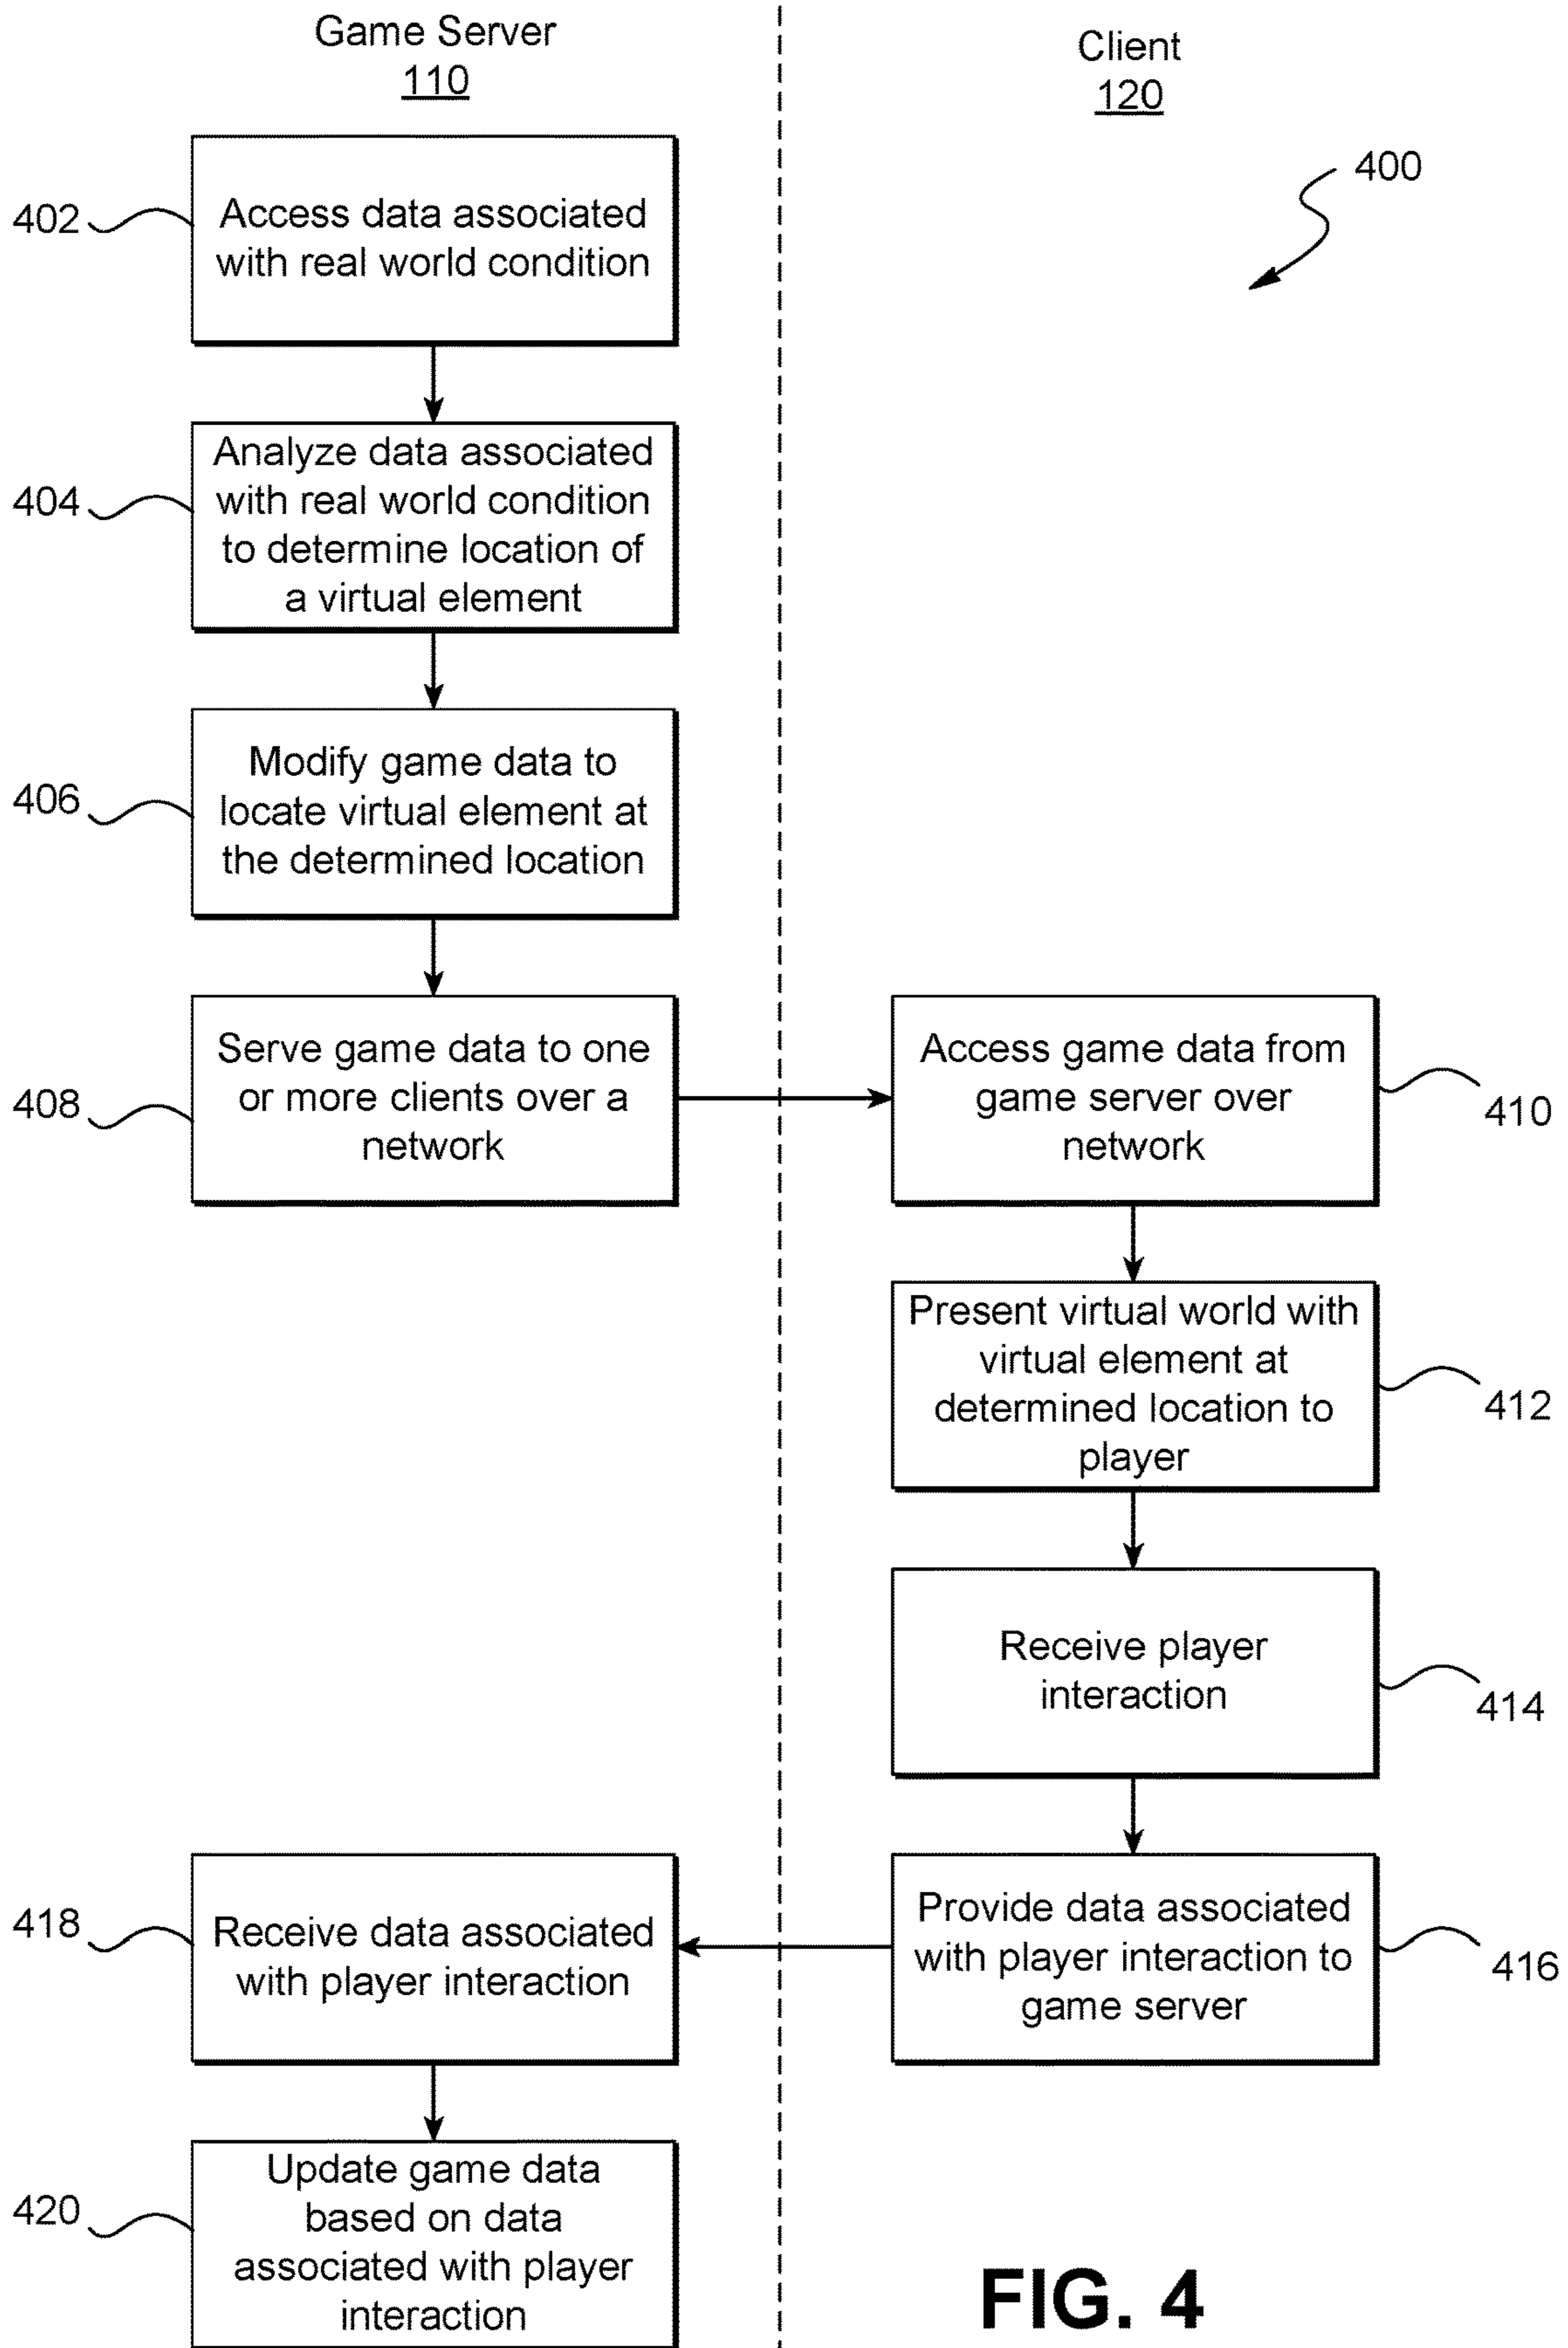 Game Server
110
Client
120
400
402
Access data associated
with real world condition
404
Analyze data associated
with real world condition
to determine location of
a virtual element
406
Modify game data to
locate virtual element at
the determined location
408
Serve game data to one
or more clients over a
network
Access game data from
game server over
network
410
Present virtual world with
virtual element at
determined location to
player
412
Receive player
interaction
414
Provide data associated
with player interaction to
game server
416
418
Receive data associated
with player interaction
420
Update game data
based on data
associated with player
interaction
FIG. 4